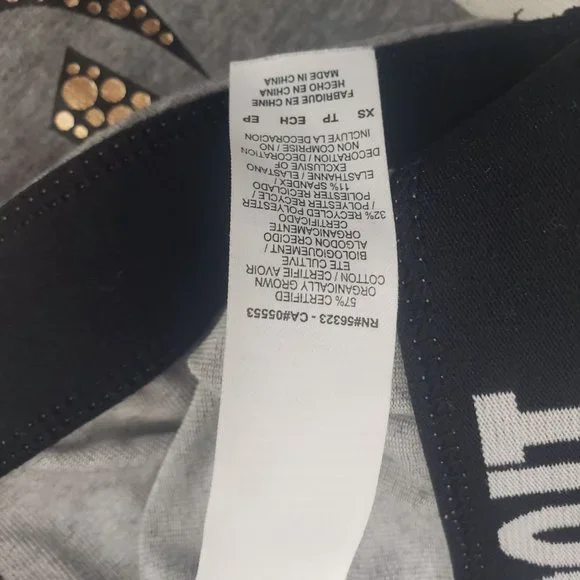 RN#56323 - CA#05553
57% CERTIFIED
ORGANICALLY GROWN
COTTON / CERTIFIE AVOIR
ETE CULTIVE
BIOLOGIQUEMENT /
ALGODON CRECIDO
ORGANICAMENTE
CERTIFICADO
32% RECYCLED POLYESTER
/ POLYESTER RECYCLE /
POLIESTER RECICLADO
11% SPANDEX /
ELASTHANNE / ELASTANE
EXCLUSIVE OF
DECORATION / DECORATION
NON COMPRISE / NO
INCLUYE LA DECORACION
XS TP ECH EP
FABRIQUE EN CHINE
HECHO EN CHINA
MADE IN CHINA